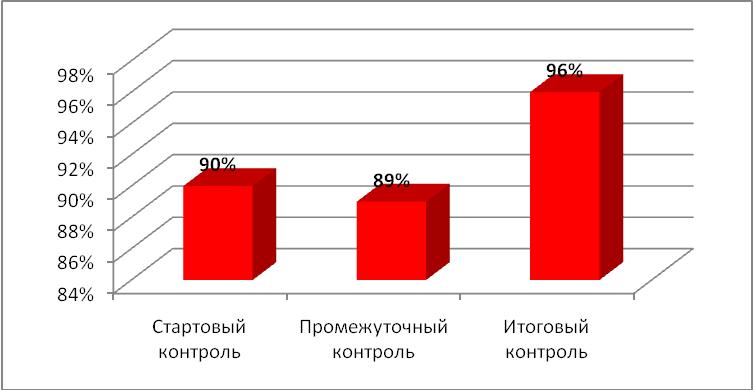 98%
96%
94%
92%
90%
88%
86%
84%
90%
89%
96%
Стартовый
контроль
Промежуточный
контроль
Итоговый
контроль